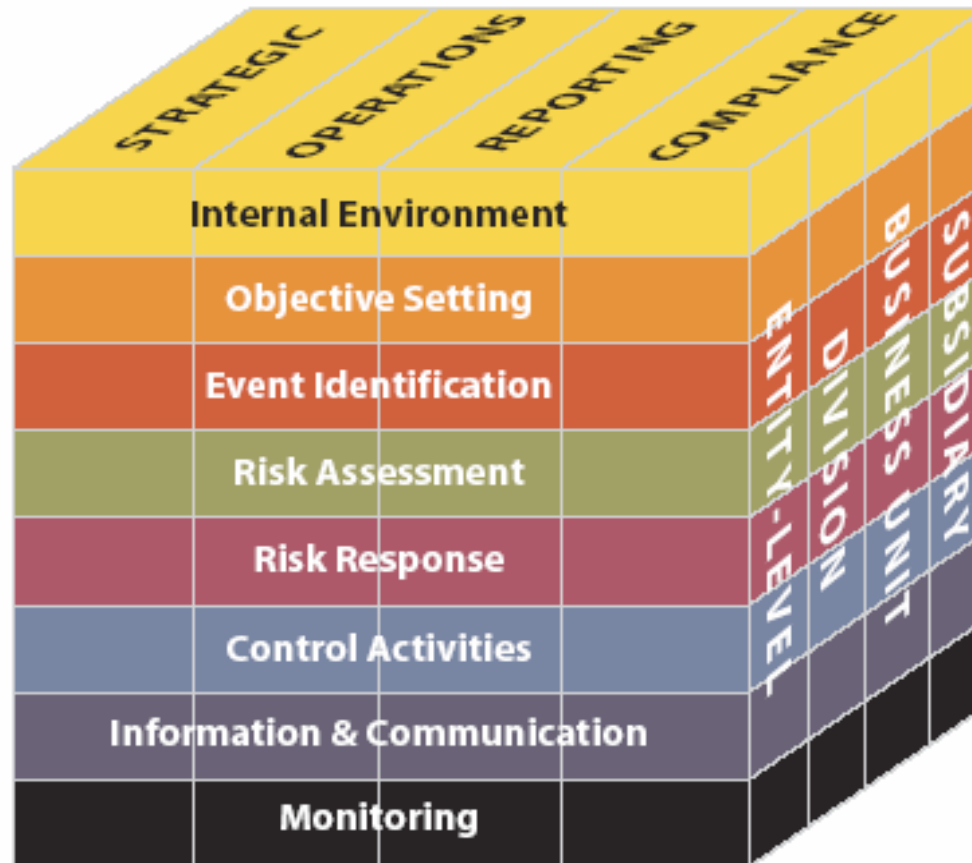 STRATEGIC
OPERATIONS
REPORTING
COMPLIANCE
Internal Environment
Objective Setting
Event Identification
Risk Assessment
Risk Response
Control Activities
Information & Communication
Monitoring
ENTITY-LEVEL
DIVISION
BUSINESS UNIT
SUBSIDIARY